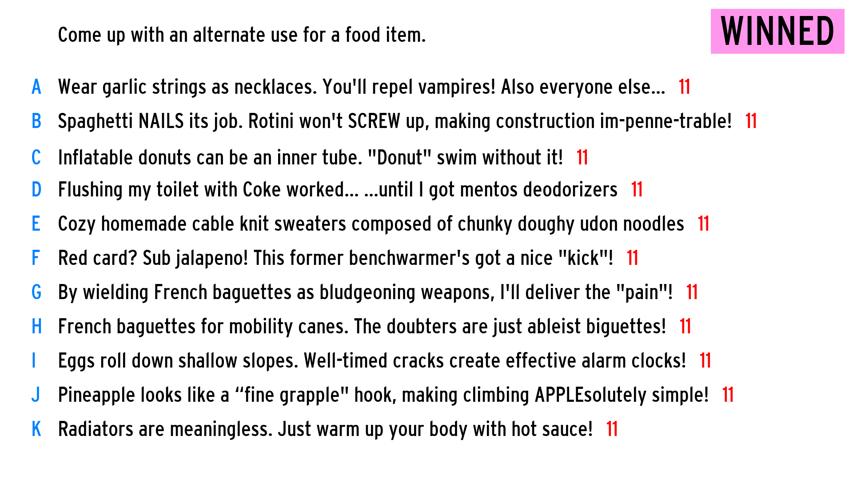 Come up with an alternate use for a food item.
WINNED
A Wear garlic strings as necklaces. You'll repel vampires! Also everyone else... 11
B Spaghetti NAILS its job. Rotini won't SCREW up, making construction im-penne-trable! 11
C Inflatable donuts can be an inner tube. "Donut" swim without it! 11
D Flushing my toilet with Coke worked... ...until I got mentos deodorizers 11
E Cozy homemade cable knit sweaters composed of chunky doughy udon noodles 11
F Red card? Sub jalapeno! This former benchwarmer's got a nice "kick"! 11
G By wielding French baguettes as bludgeoning weapons, I'll deliver the "pain"! 11
H French baguettes for mobility canes. The doubters are just ableist biguettes! 11
I Eggs roll down shallow slopes. Well-timed cracks create effective alarm clocks! 11
J Pineapple looks like a “fine grapple" hook, making climbing APPLEsolutely simple! 11
K Radiators are meaningless. Just warm up your body with hot sauce! 11